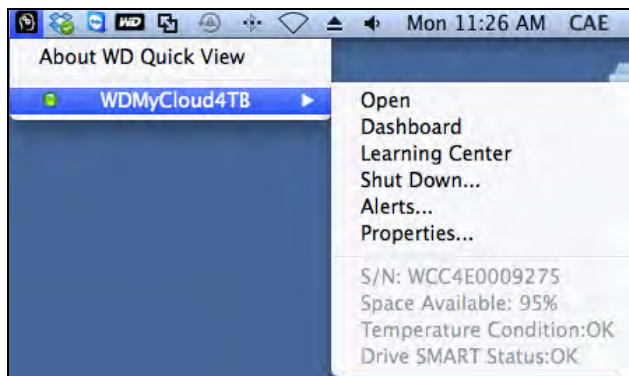 WD Mon 11:26 AM CAE
About WD Quick View
WDMyCloud4TB
Open
Dashboard
Learning Center
Shut Down...
Alerts...
Properties...
S/N: WCC4E0009275
Space Available: 95%
Temperature Condition:OK
Drive SMART Status:OK